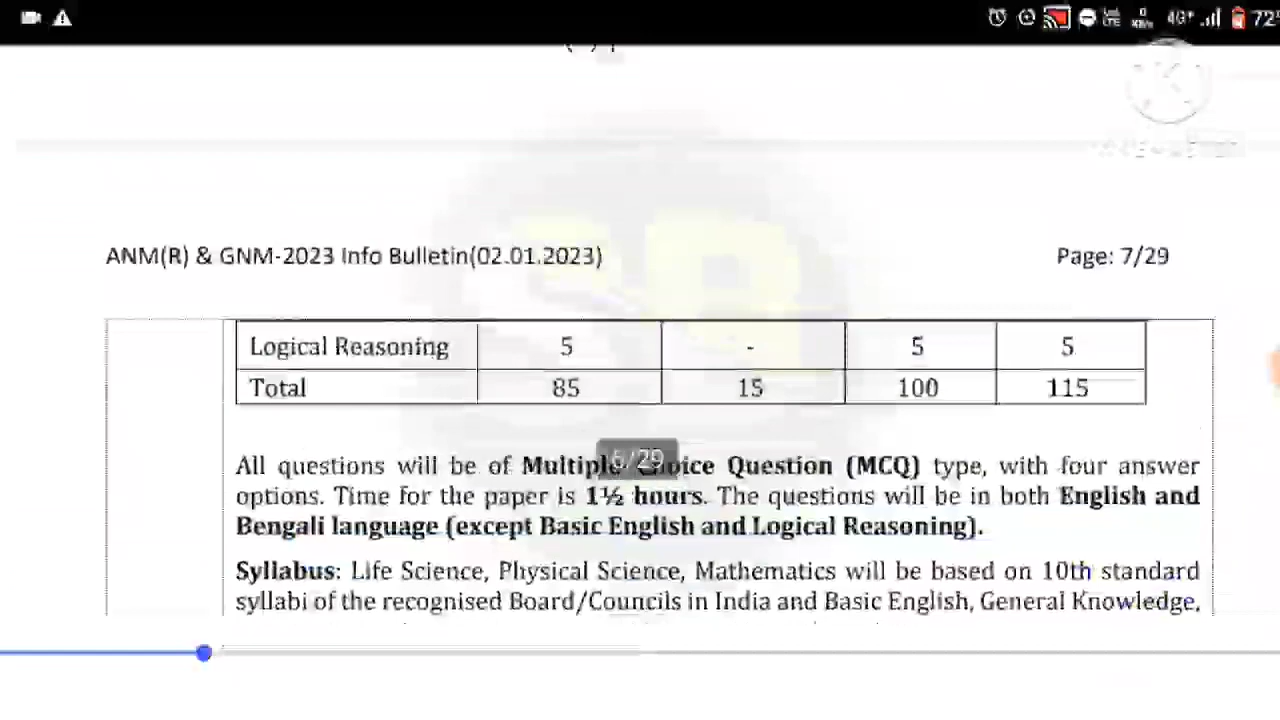 72
ANM(R) & GNM-2023 Info Bulletin(02.01.2023) Page: 7/29
Logical Reasoning 5 - 5 5
Total 85 15 100 115
6/29
All questions will be of Multiple Choice Question (MCQ) type, with four answer
options. Time for the paper is 1½ hours. The questions will be in both English and
Bengali language (except Basic English and Logical Reasoning).
Syllabus: Life Science, Physical Science, Mathematics will be based on 10th standard
syllabi of the recognised Board/Councils in India and Basic English, General Knowledge,